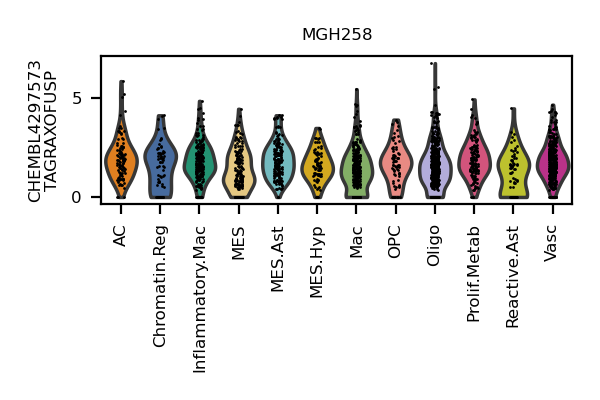 MGH258
CHEMBL4297573
TAGRAXOFUSP
5
0
AC
Chromatin.Reg
Inflammatory.Mac
MES
MES.Ast
MES.Hyp
Mac
OPC
Oligo
Prolif.Metab
Reactive.Ast
Vasc